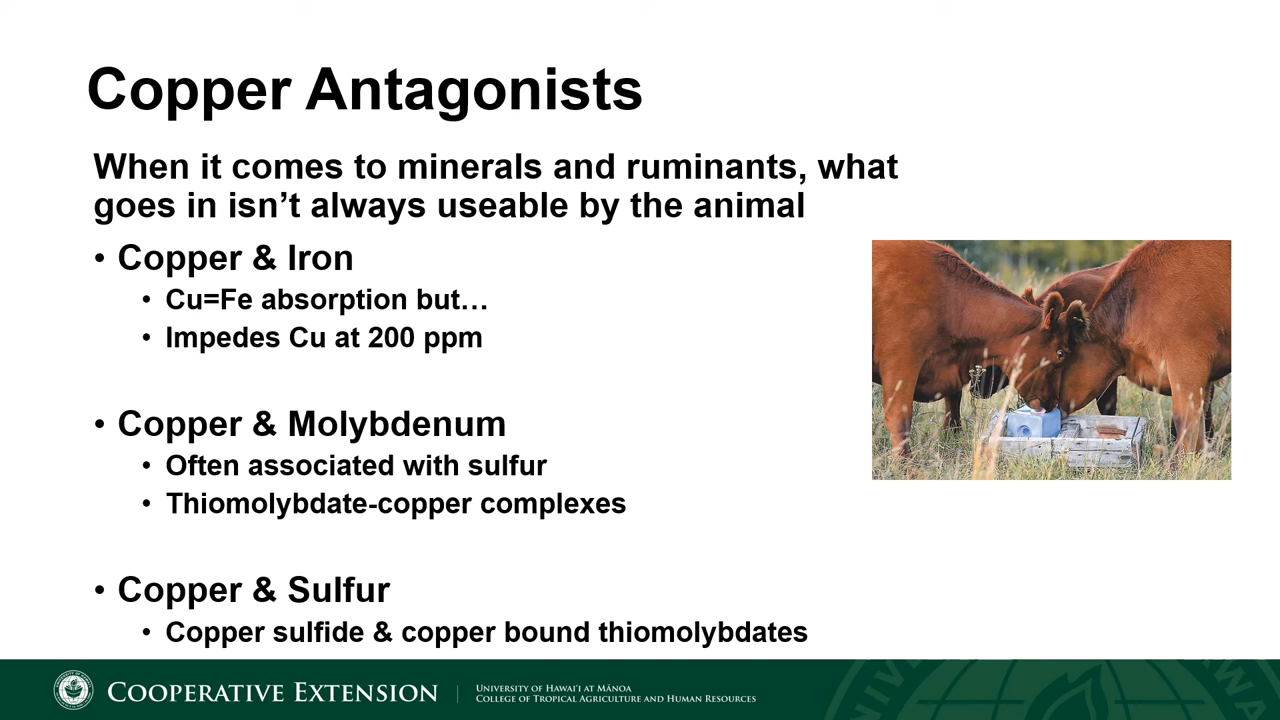 Copper Antagonists
When it comes to minerals and ruminants, what
goes in isn’t always useable by the animal
• Copper & Iron
• Cu=Fe absorption but…
• Impedes Cu at 200 ppm
• Copper & Molybdenum
• Often associated with sulfur
• Thiomolybdate-copper complexes
• Copper & Sulfur
• Copper sulfide & copper bound thiomolybdates
COOPERATIVE EXTENSION
UNIVERSITY OF HAWAI‘I AT MĀNOA
COLLEGE OF TROPICAL AGRICULTURE AND HUMAN RESOURCES